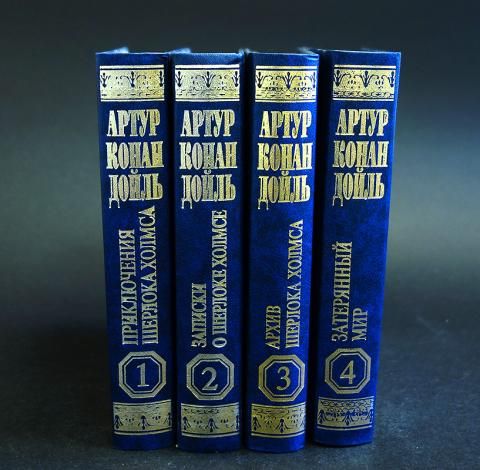 АРТУР
КОНАН
ДОЙЛЬ
ПРИКЛЮЧЕНИЯ
ШЕРЛОКА ХОЛМСА
1
АРТУР
КОНАН
ДОЙЛЬ
ЗАПИСКИ
О ШЕРЛОКЕ ХОЛМСЕ
2
АРТУР
КОНАН
ДОЙЛЬ
АРХИВ
ШЕРЛОКА ХОЛМСА
3
АРТУР
КОНАН
ДОЙЛЬ
ЗАТЕРЯННЫЙ
МИР
4